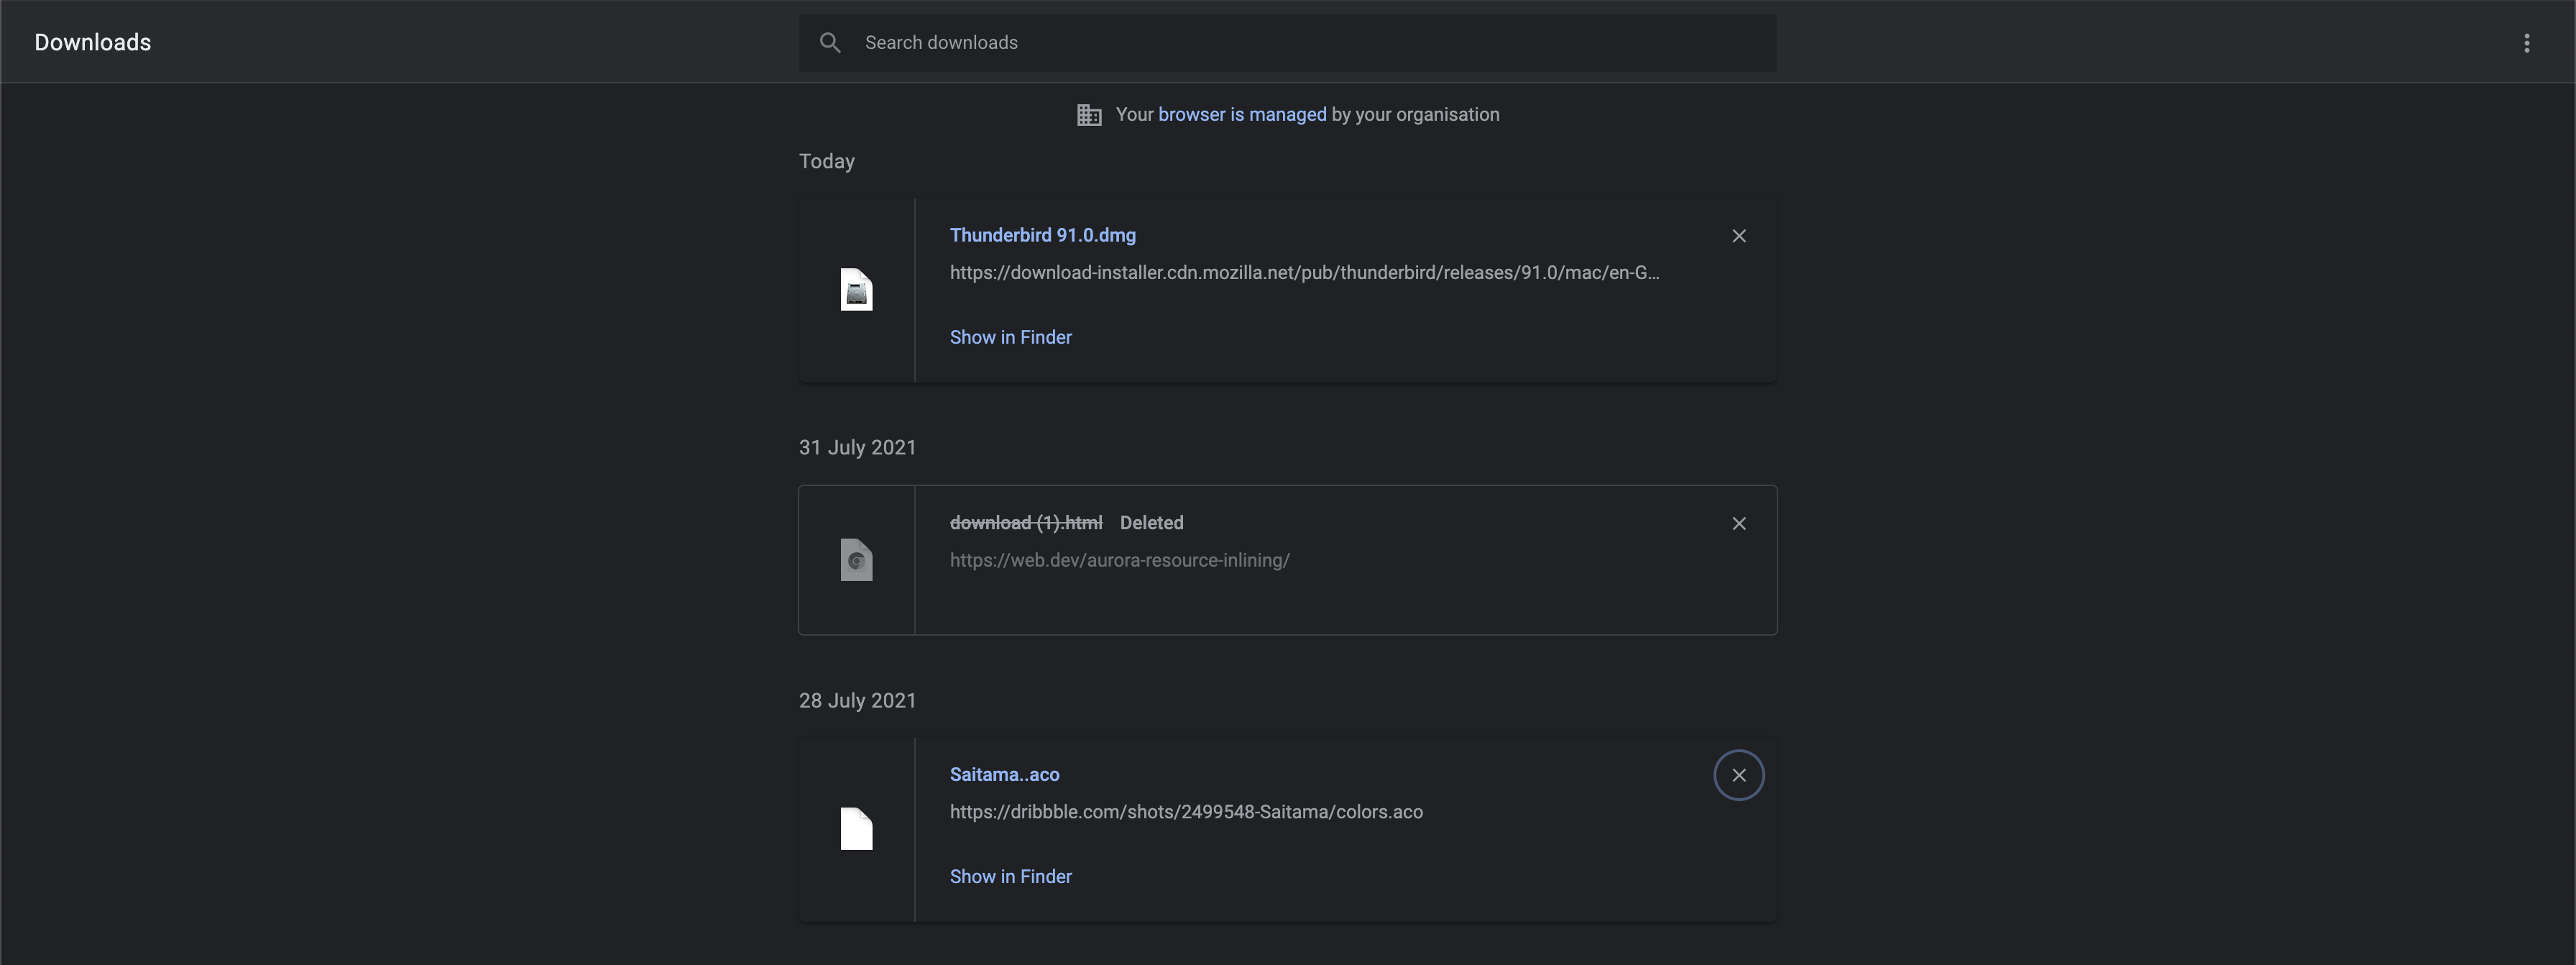 Downloads
Search downloads
Your browser is managed by your organisation
Today
Thunderbird 91.0.dmg
https://download-installer.cdn.mozilla.net/pub/thunderbird/releases/91.0/mac/en-G...
Show in Finder
31 July 2021
download (1).html Deleted
https://web.dev/aurora-resource-inlining/
28 July 2021
Saitama..aco
https://dribbble.com/shots/2499548-Saitama/colors.aco
Show in Finder